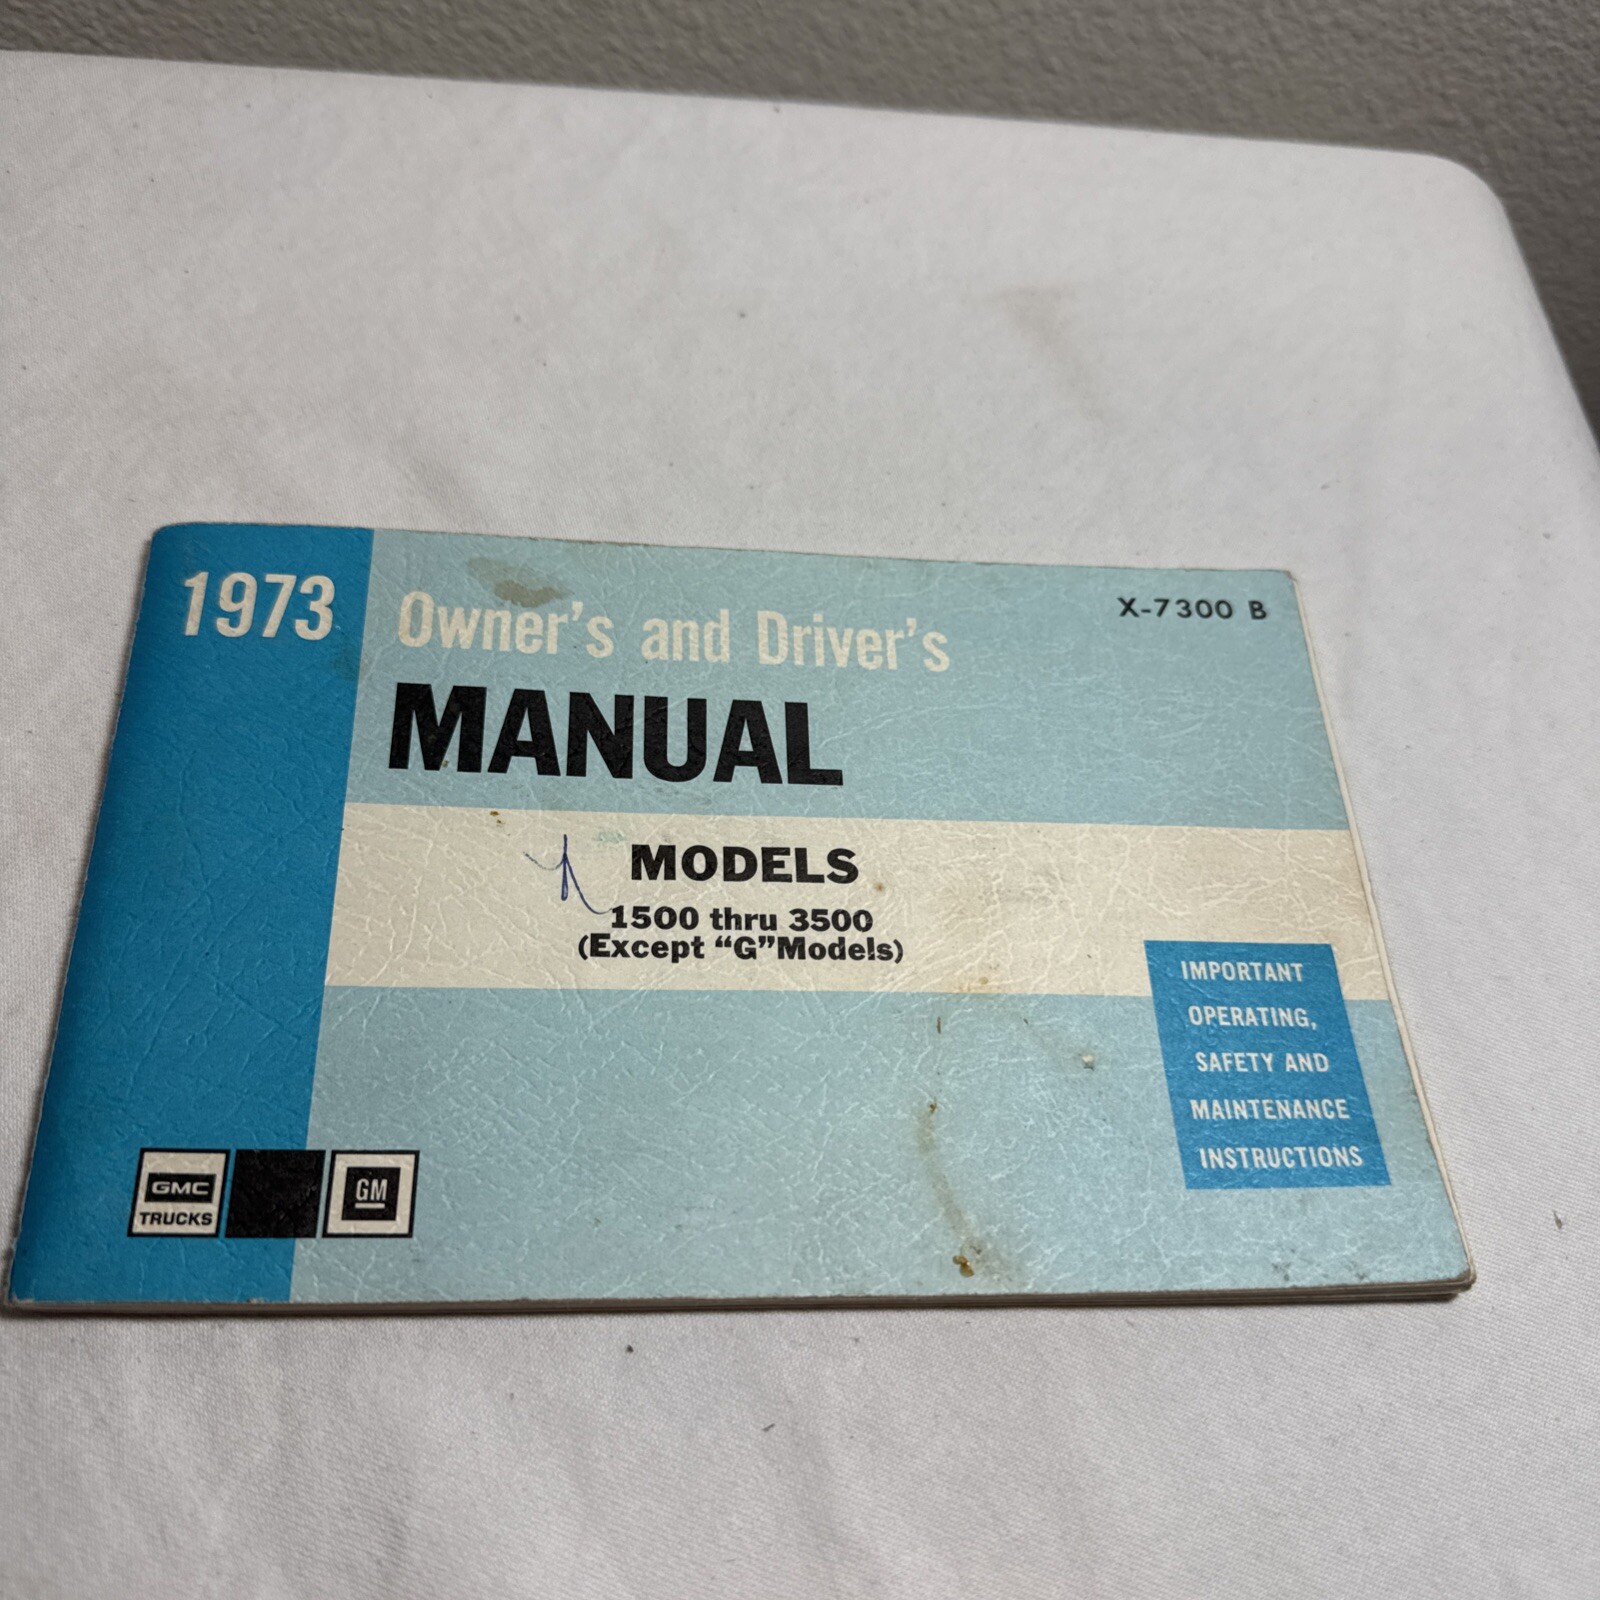 1973
Owner's and Driver's
X-7300 B
MANUAL
MODELS
1500 thru 3500
(Except "G" Models)
IMPORTANT
OPERATING,
SAFETY AND
MAINTENANCE
INSTRUCTIONS
GMC
TRUCKS
GM